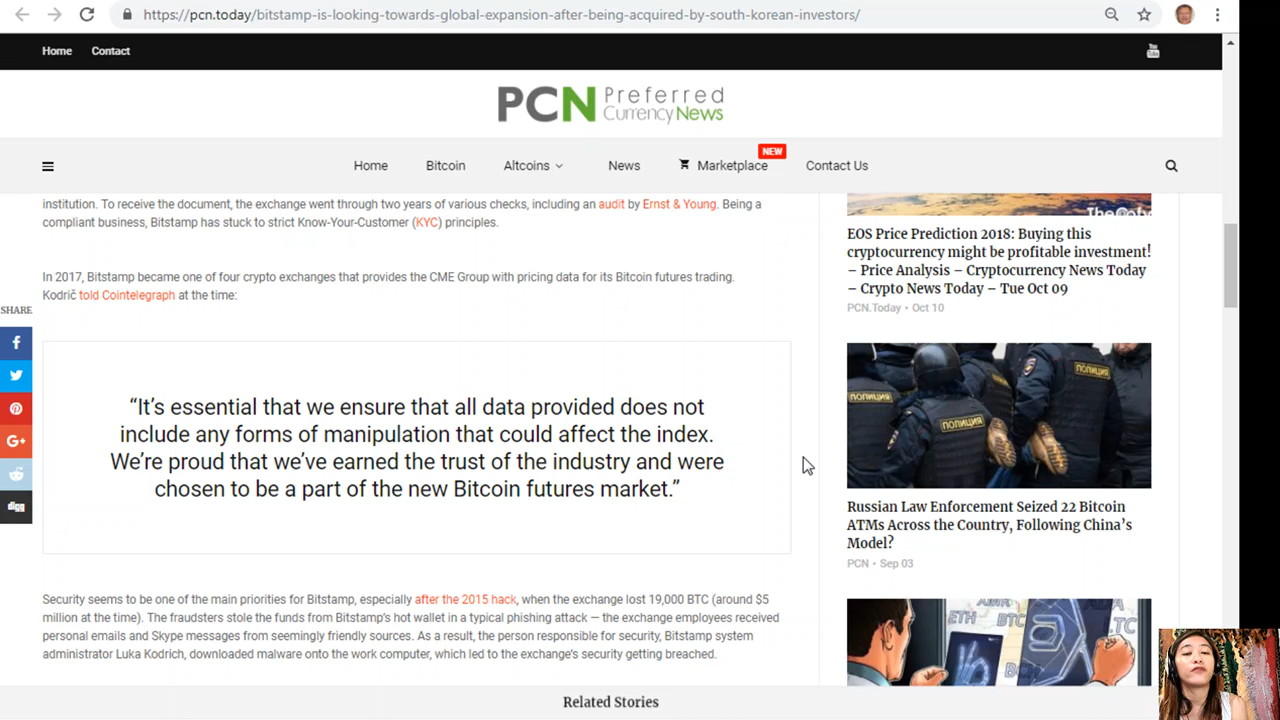 https://pcn.today/bitstamp-is-looking-towards-global-expansion-after-being-acquired-by-south-korean-investors/
Home Contact
You
PCN Preferred
Currency News
Home Bitcoin Altcoins News Marketplace NEW Contact Us
institution. To receive the document, the exchange went through two years of various checks, including an audit by Ernst & Young. Being a
compliant business, Bitstamp has stuck to strict Know-Your-Customer (KYC) principles.
In 2017, Bitstamp became one of four crypto exchanges that provides the CME Group with pricing data for its Bitcoin futures trading.
Kodrič told Cointelegraph at the time:
SHARE
“It’s essential that we ensure that all data provided does not
include any forms of manipulation that could affect the index.
We’re proud that we’ve earned the trust of the industry and were
chosen to be a part of the new Bitcoin futures market.”
f
G+
digg
Security seems to be one of the main priorities for Bitstamp, especially after the 2015 hack, when the exchange lost 19,000 BTC (around $5
million at the time). The fraudsters stole the funds from Bitstamp’s hot wallet in a typical phishing attack — the exchange employees received
personal emails and Skype messages from seemingly friendly sources. As a result, the person responsible for security, Bitstamp system
administrator Luka Kodrich, downloaded malware onto the work computer, which led to the exchange’s security getting breached.
EOS Price Prediction 2018: Buying this
cryptocurrency might be profitable investment!
– Price Analysis – Cryptocurrency News Today
– Crypto News Today – Tue Oct 09
PCN.Today • Oct 10
ПОЛИЦИЯ
ПОЛИЦИЯ
ПОЛИЦИЯ
Russian Law Enforcement Seized 22 Bitcoin
ATMs Across the Country, Following China’s
Model?
PCN • Sep 03
ETH
BTC
LTC
Related Stories